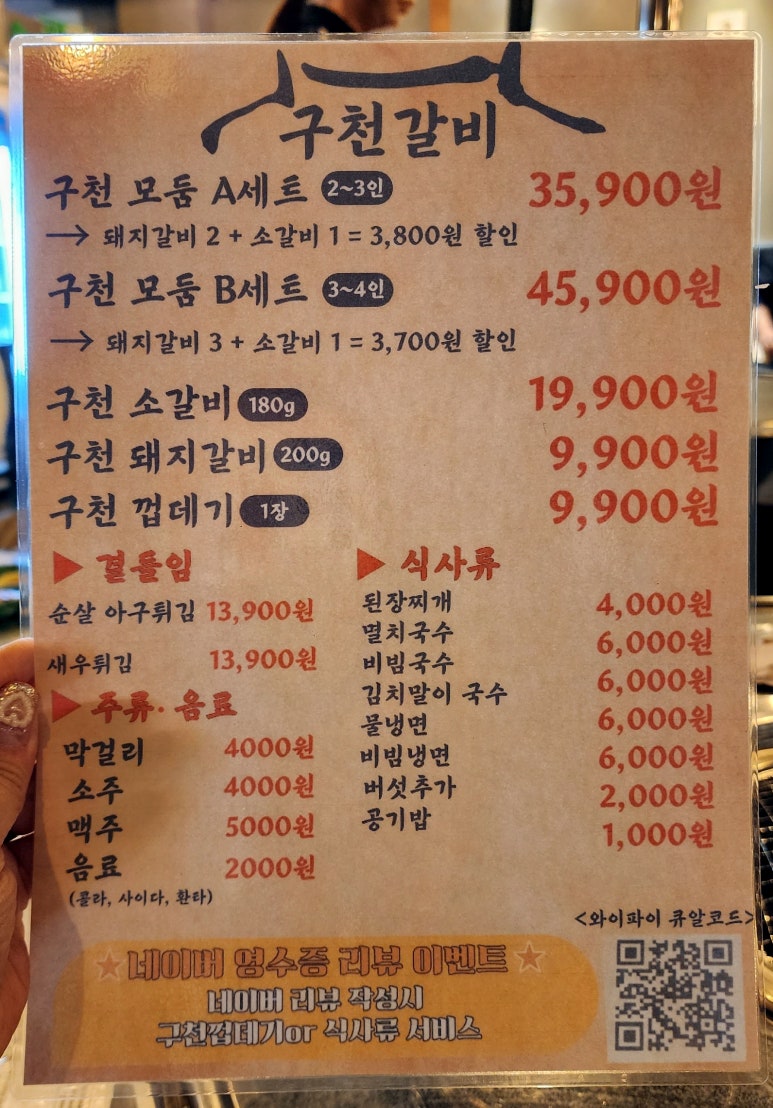 구천갈비
구천 모둠 A세트 2~3인 35,900원
→ 돼지갈비 2 + 소갈비 1 = 3,800원 할인
구천 모둠 B세트 3~4인 45,900원
→ 돼지갈비 3 + 소갈비 1 = 3,700원 할인
구천 소갈비 180g 19,900원
구천 돼지갈비 200g 9,900원
구천 껍데기 1장 9,900원
▶ 곁들임
순살 아구튀김 13,900원
새우튀김 13,900원
▶ 주류·음료
막걸리 4000원
소주 4000원
맥주 5000원
음료 2000원
(콜라, 사이다, 환타)
▶ 식사류
된장찌개
멸치국수
비빔국수
김치말이 국수
물냉면
비빔냉면
버섯추가
공기밥
4,000원
6,000원
6,000원
6,000원
6,000원
2,000원
1,000원
<와이파이 큐알코드>
☆네이버 영수증 리뷰 이벤트☆
네이버 리뷰 작성시
구천껍데기or 식사류 서비스